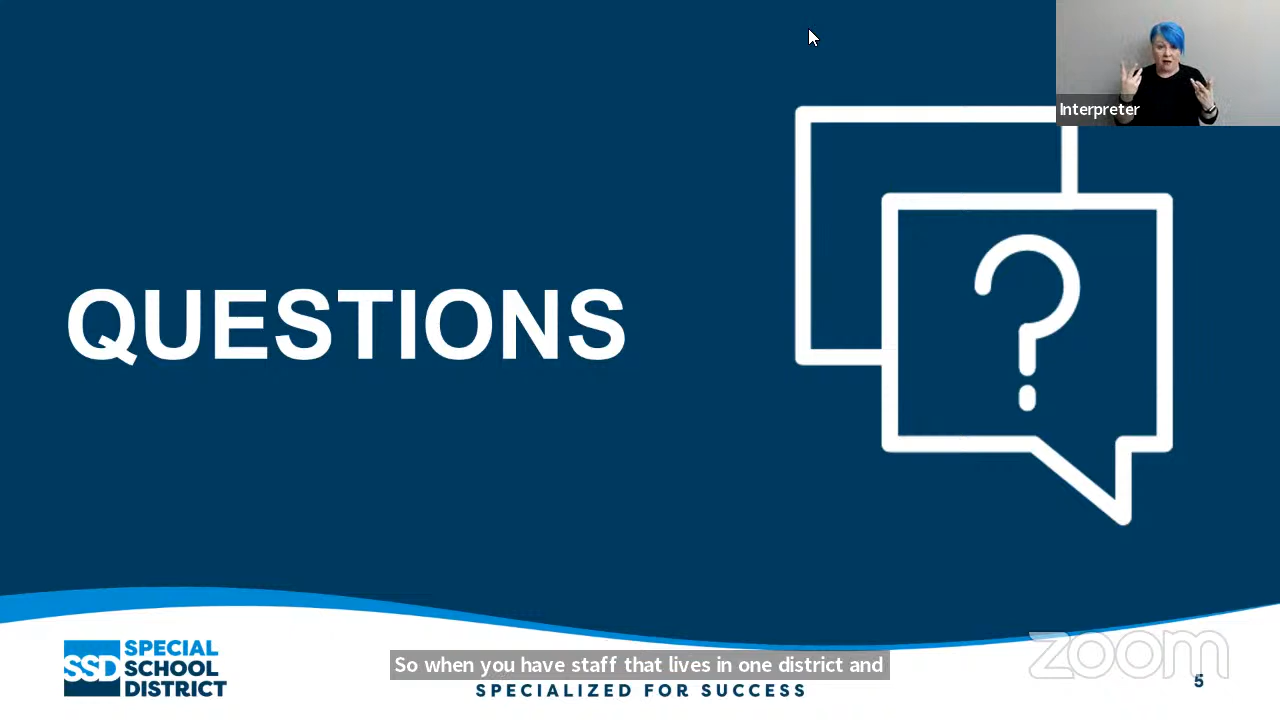 Interpreter
QUESTIONS
?
SSD
SPECIAL
SCHOOL
DISTRICT
So when you have staff that lives in one district and
SPECIALIZED FOR SUCCESS
zoom
5